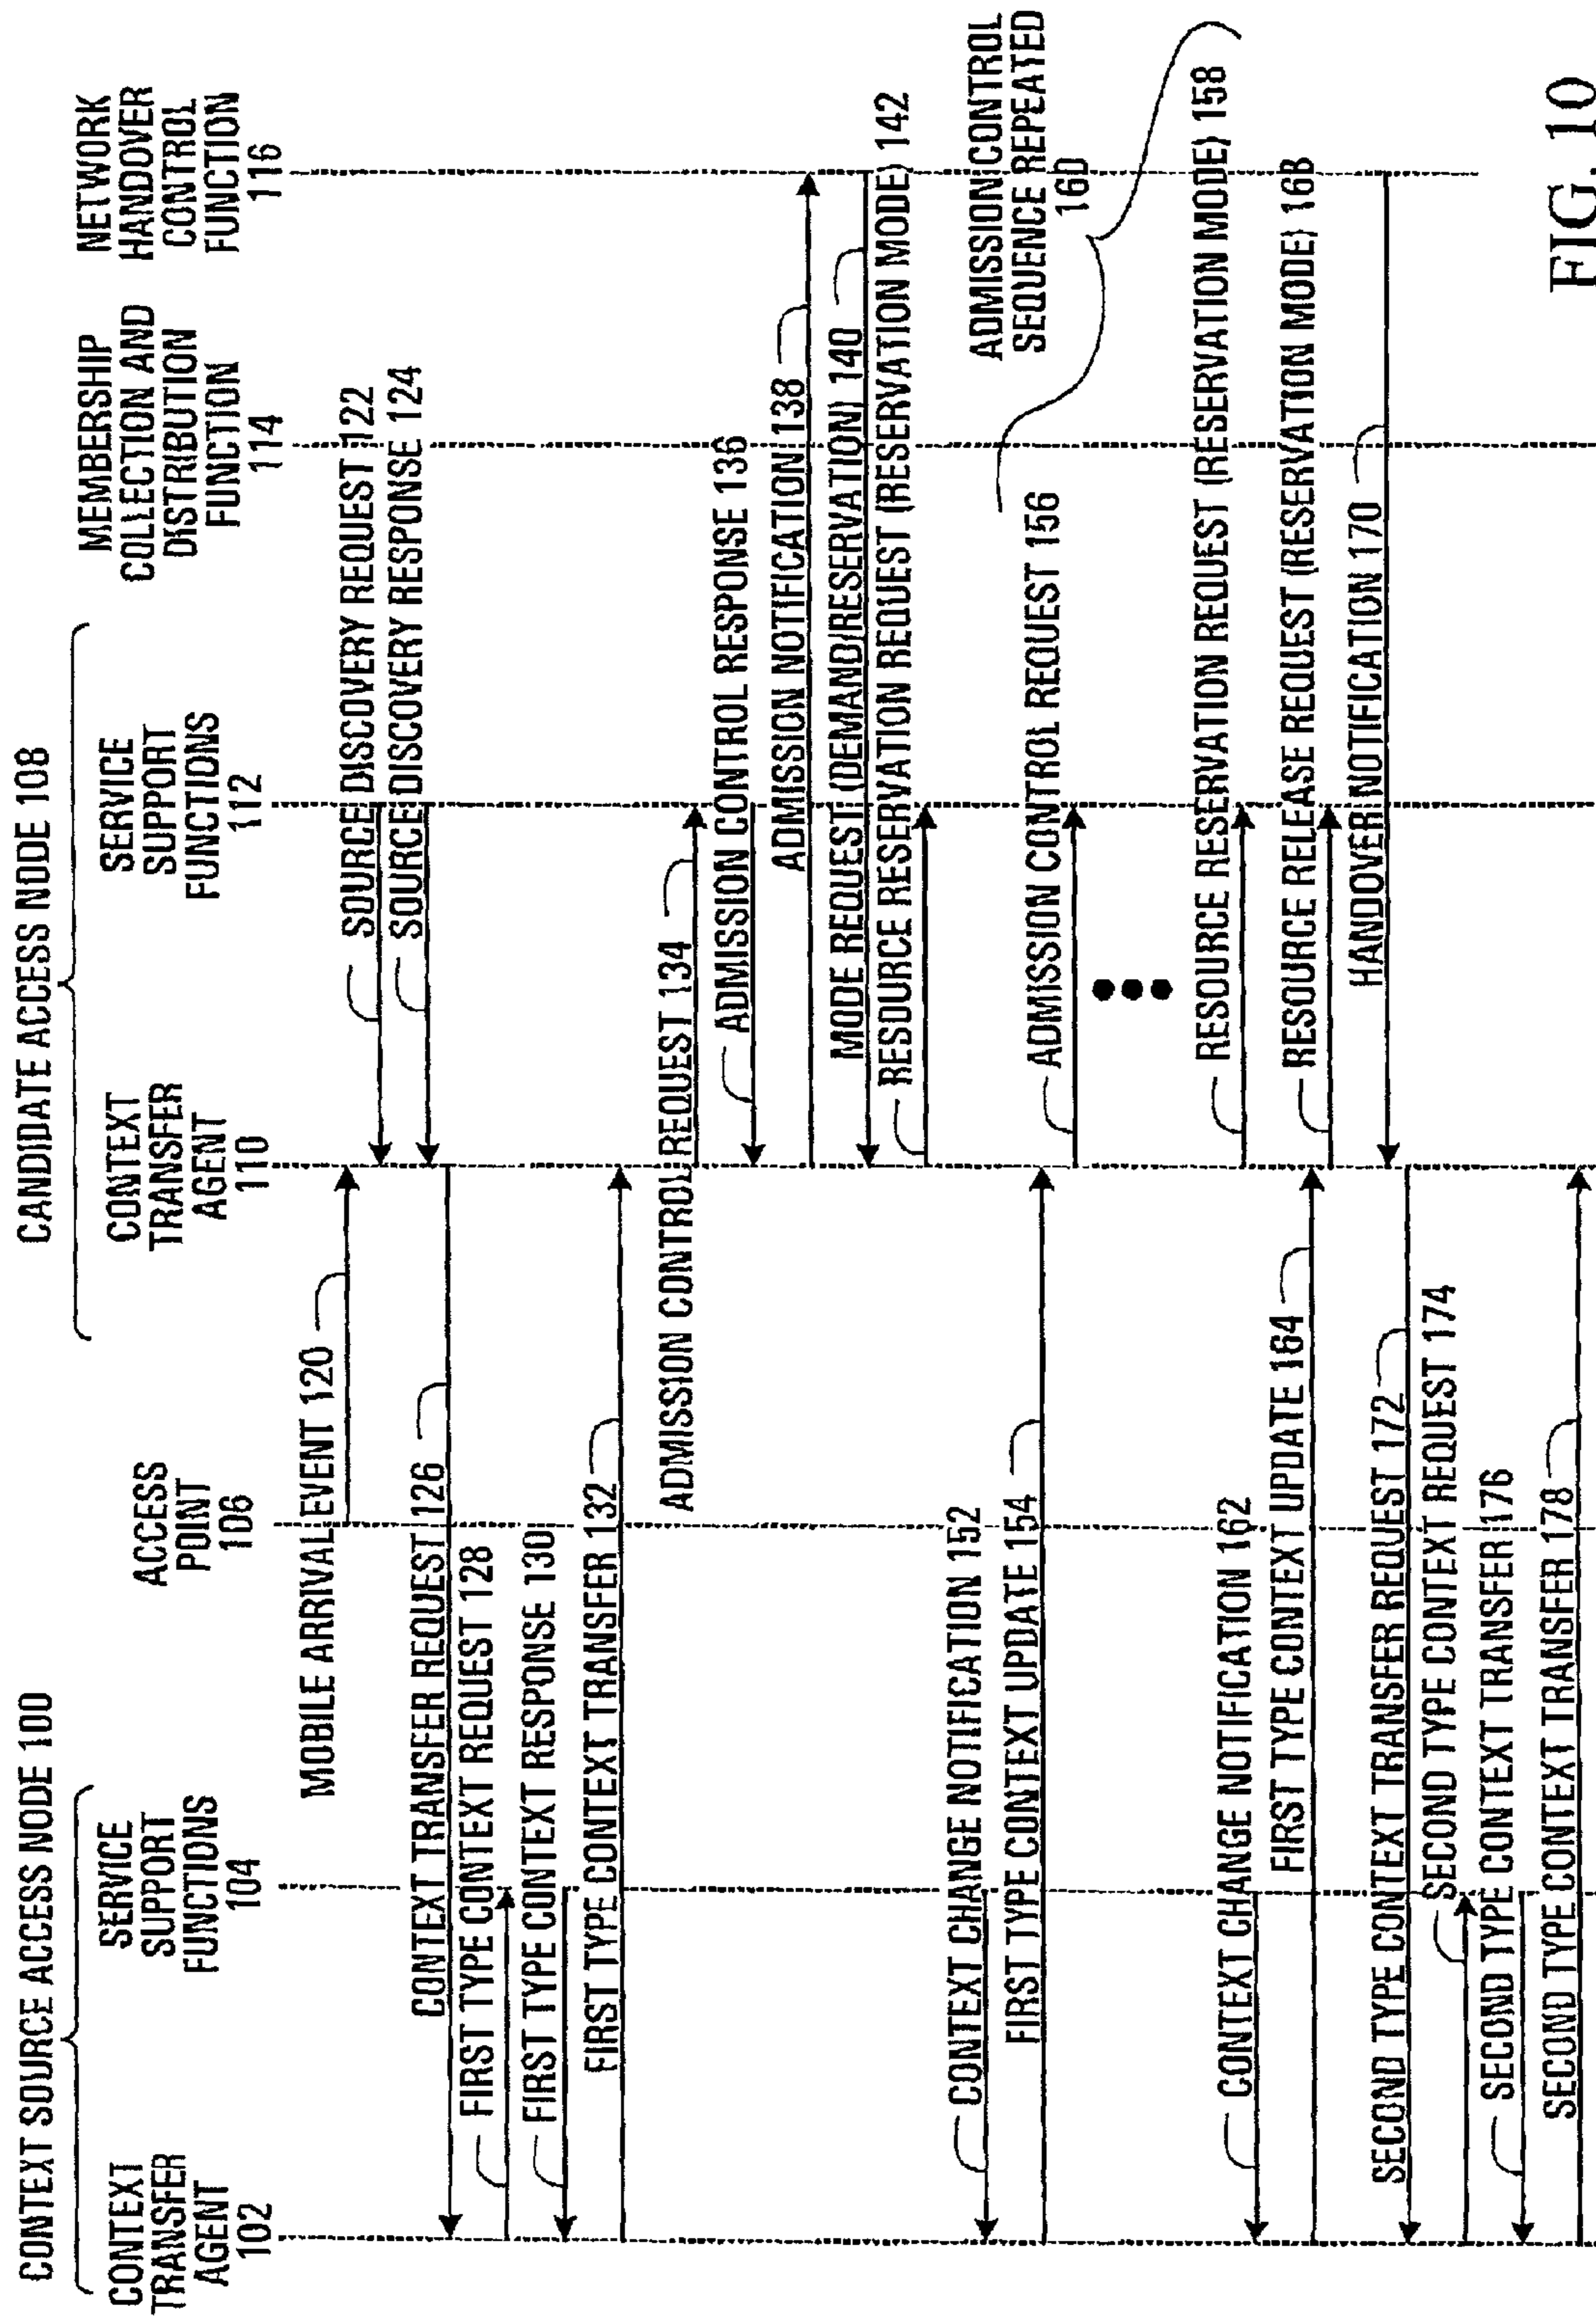 CONTEXT SOURCE ACCESS NODE 100
CANDIDATE ACCESS NODE 108
CONTEXT
TRANSFER
AGENT
102
SERVICE
SUPPORT
FUNCTIONS
104
ACCESS
POINT
106
CONTEXT
TRANSFER
AGENT
110
SERVICE
SUPPORT
FUNCTIONS
112
MEMBERSHIP
COLLECTION AND
DISTRIBUTION
FUNCTION
114
NETWORK
HANDOVER
CONTROL
FUNCTION
116
MOBILE ARRIVAL EVENT 120
SOURCE DISCOVERY REQUEST 122
SOURCE DISCOVERY RESPONSE 124
CONTEXT TRANSFER REQUEST 126
FIRST TYPE CONTEXT REQUEST 128
FIRST TYPE CONTEXT RESPONSE 130
FIRST TYPE CONTEXT TRANSFER 132
ADMISSION CONTROL REQUEST 134
ADMISSION CONTROL RESPONSE 136
ADMISSION NOTIFICATION 138
MODE REQUEST (DEMAND/RESERVATION) 140
RESOURCE RESERVATION REQUEST (RESERVATION MODE) 142
CONTEXT CHANGE NOTIFICATION 152
FIRST TYPE CONTEXT UPDATE 154
ADMISSION CONTROL REQUEST 156
ADMISSION CONTROL
SEQUENCE REPEATED
160
RESOURCE RESERVATION REQUEST (RESERVATION MODE) 158
CONTEXT CHANGE NOTIFICATION 162
FIRST TYPE CONTEXT UPDATE 164
RESOURCE RELEASE REQUEST (RESERVATION MODE) 168
HANDOVER NOTIFICATION 170
SECOND TYPE CONTEXT TRANSFER REQUEST 172
SECOND TYPE CONTEXT REQUEST 174
SECOND TYPE CONTEXT TRANSFER 176
SECOND TYPE CONTEXT TRANSFER 178
FIG. 10